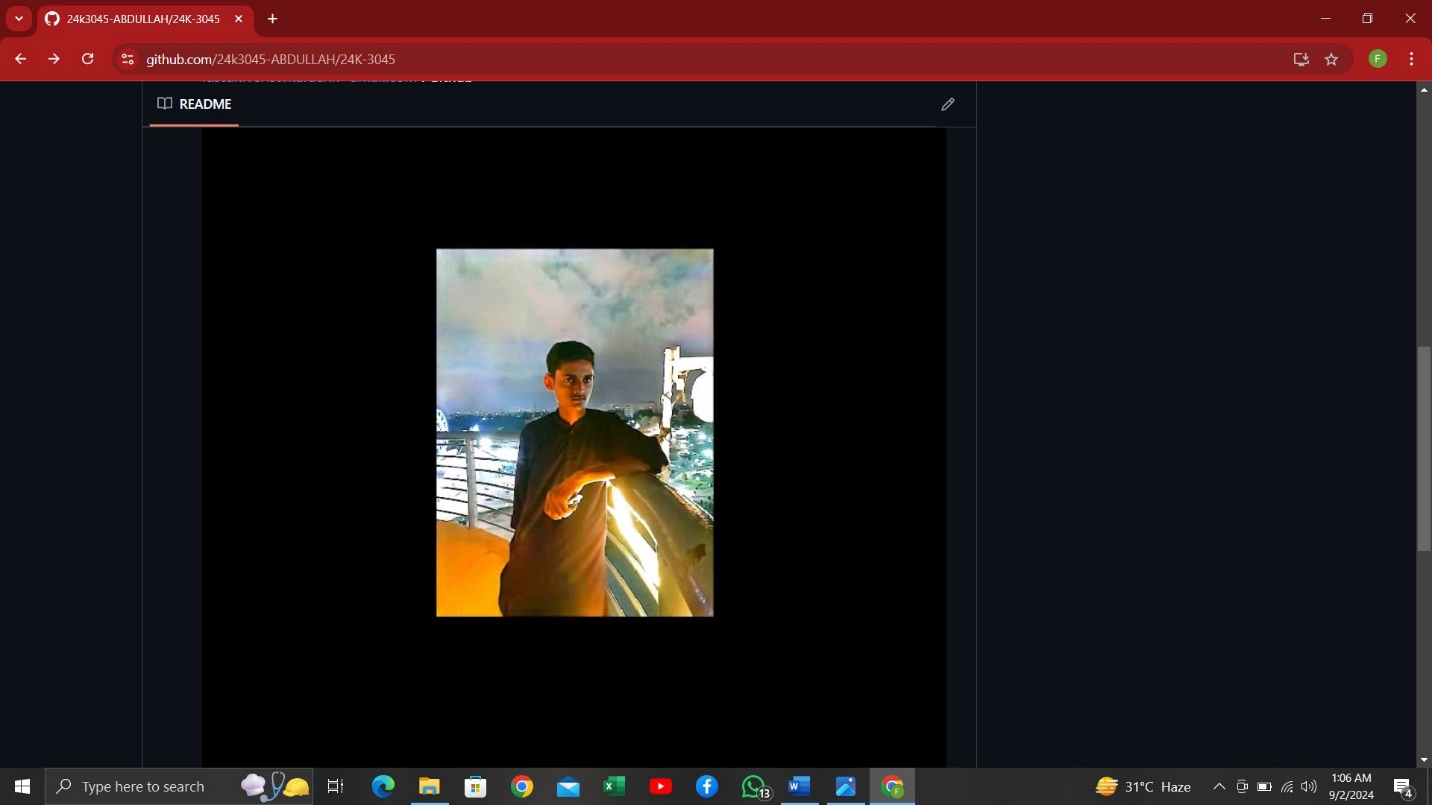 24k3045-ABDULLAH/24K-3045
github.com/24k3045-ABDULLAH/24K-3045
README
Type here to search
13
31°C Haze
1:06 AM
9/2/2024
4
F